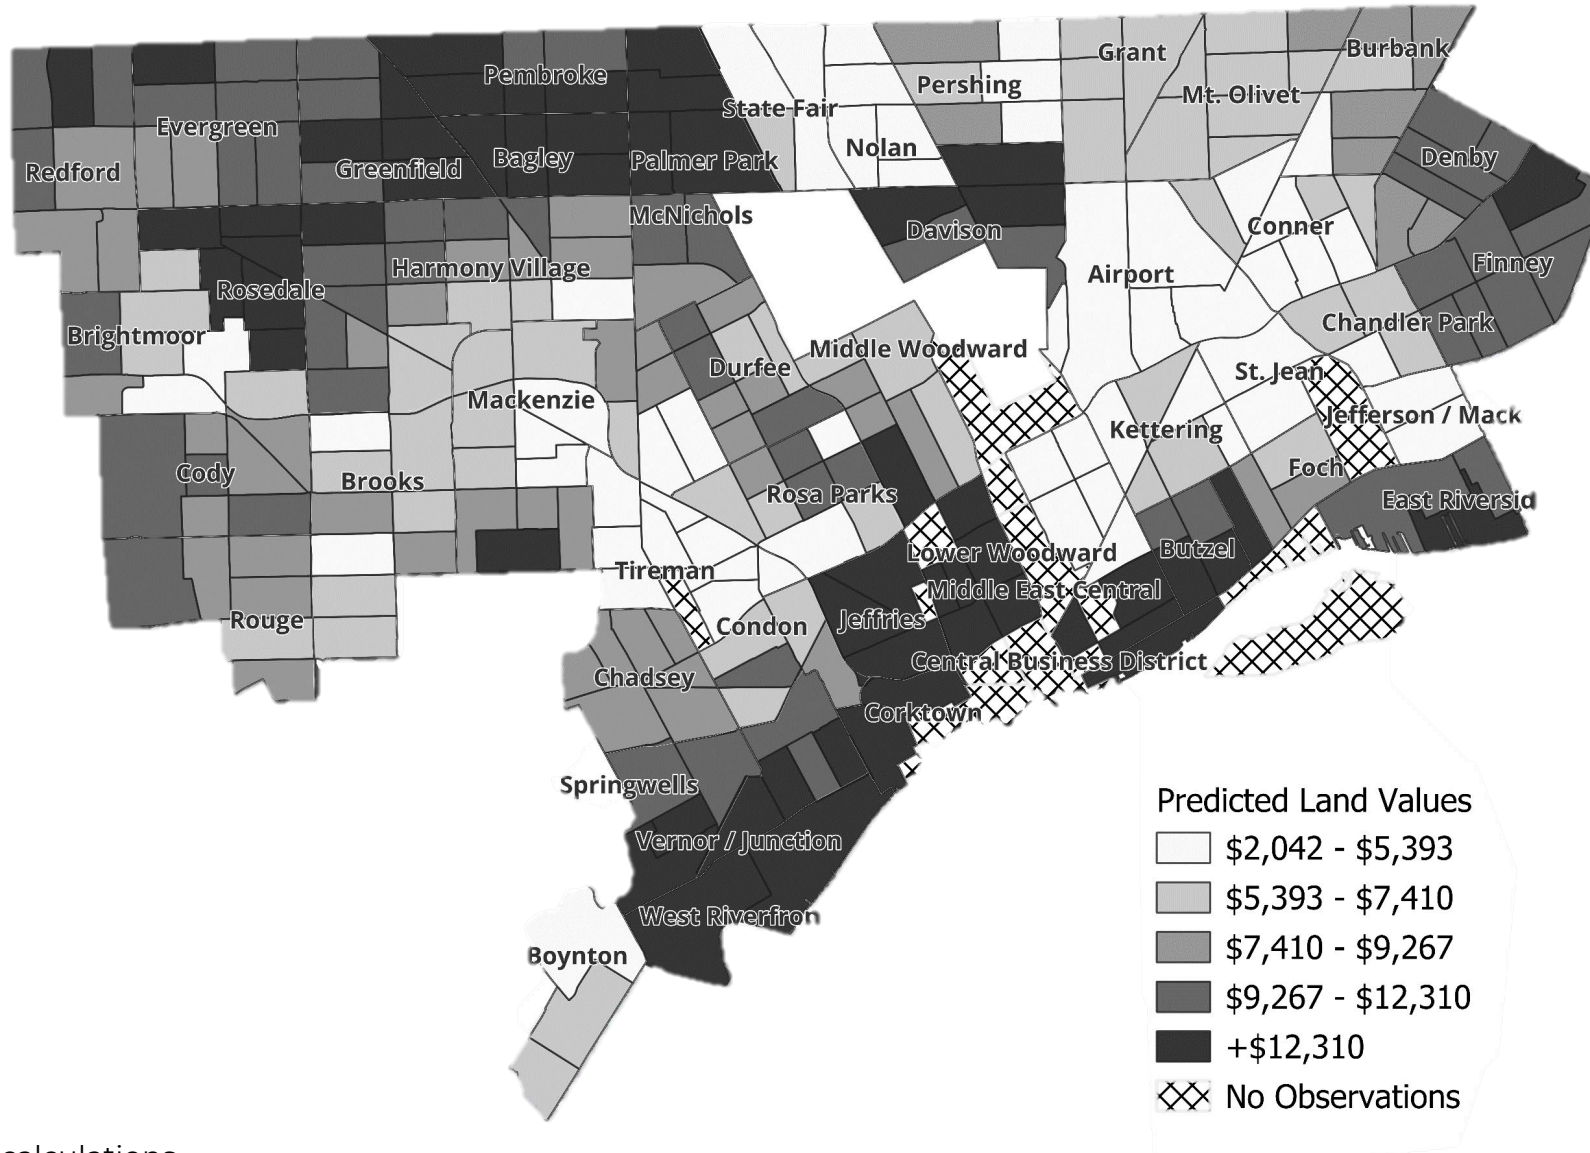 Burbank
Grant
Pembroke
Pershing
Mt. Olivet
State Fair
Evergreen
Nolan
Denby
Bagley
Palmer Park
Greenfield
Redford
McNichols
Conner
Davison
Finney
Harmony Village
Airport
Rosedale
Chandler Park
Brightmoor
Middle Woodward
Durfee
St. Jean
Mackenzie
Jefferson / Mack
Kettering
Foch
Cody
Brooks
Rosa Parks
East Riversid
Butzel
Lower Woodward
Tireman
Middle East Central
Rouge
Jeffries
Condon
Central Business District
Chadsey
Corktown
Springwells
Vernor / Junction
West Riverfron
Boynton
Predicted Land Values
$2,042 - $5,393
$5,393 - $7,410
$7,410 - $9,267
$9,267 - $12,310
+$12,310
No Observations